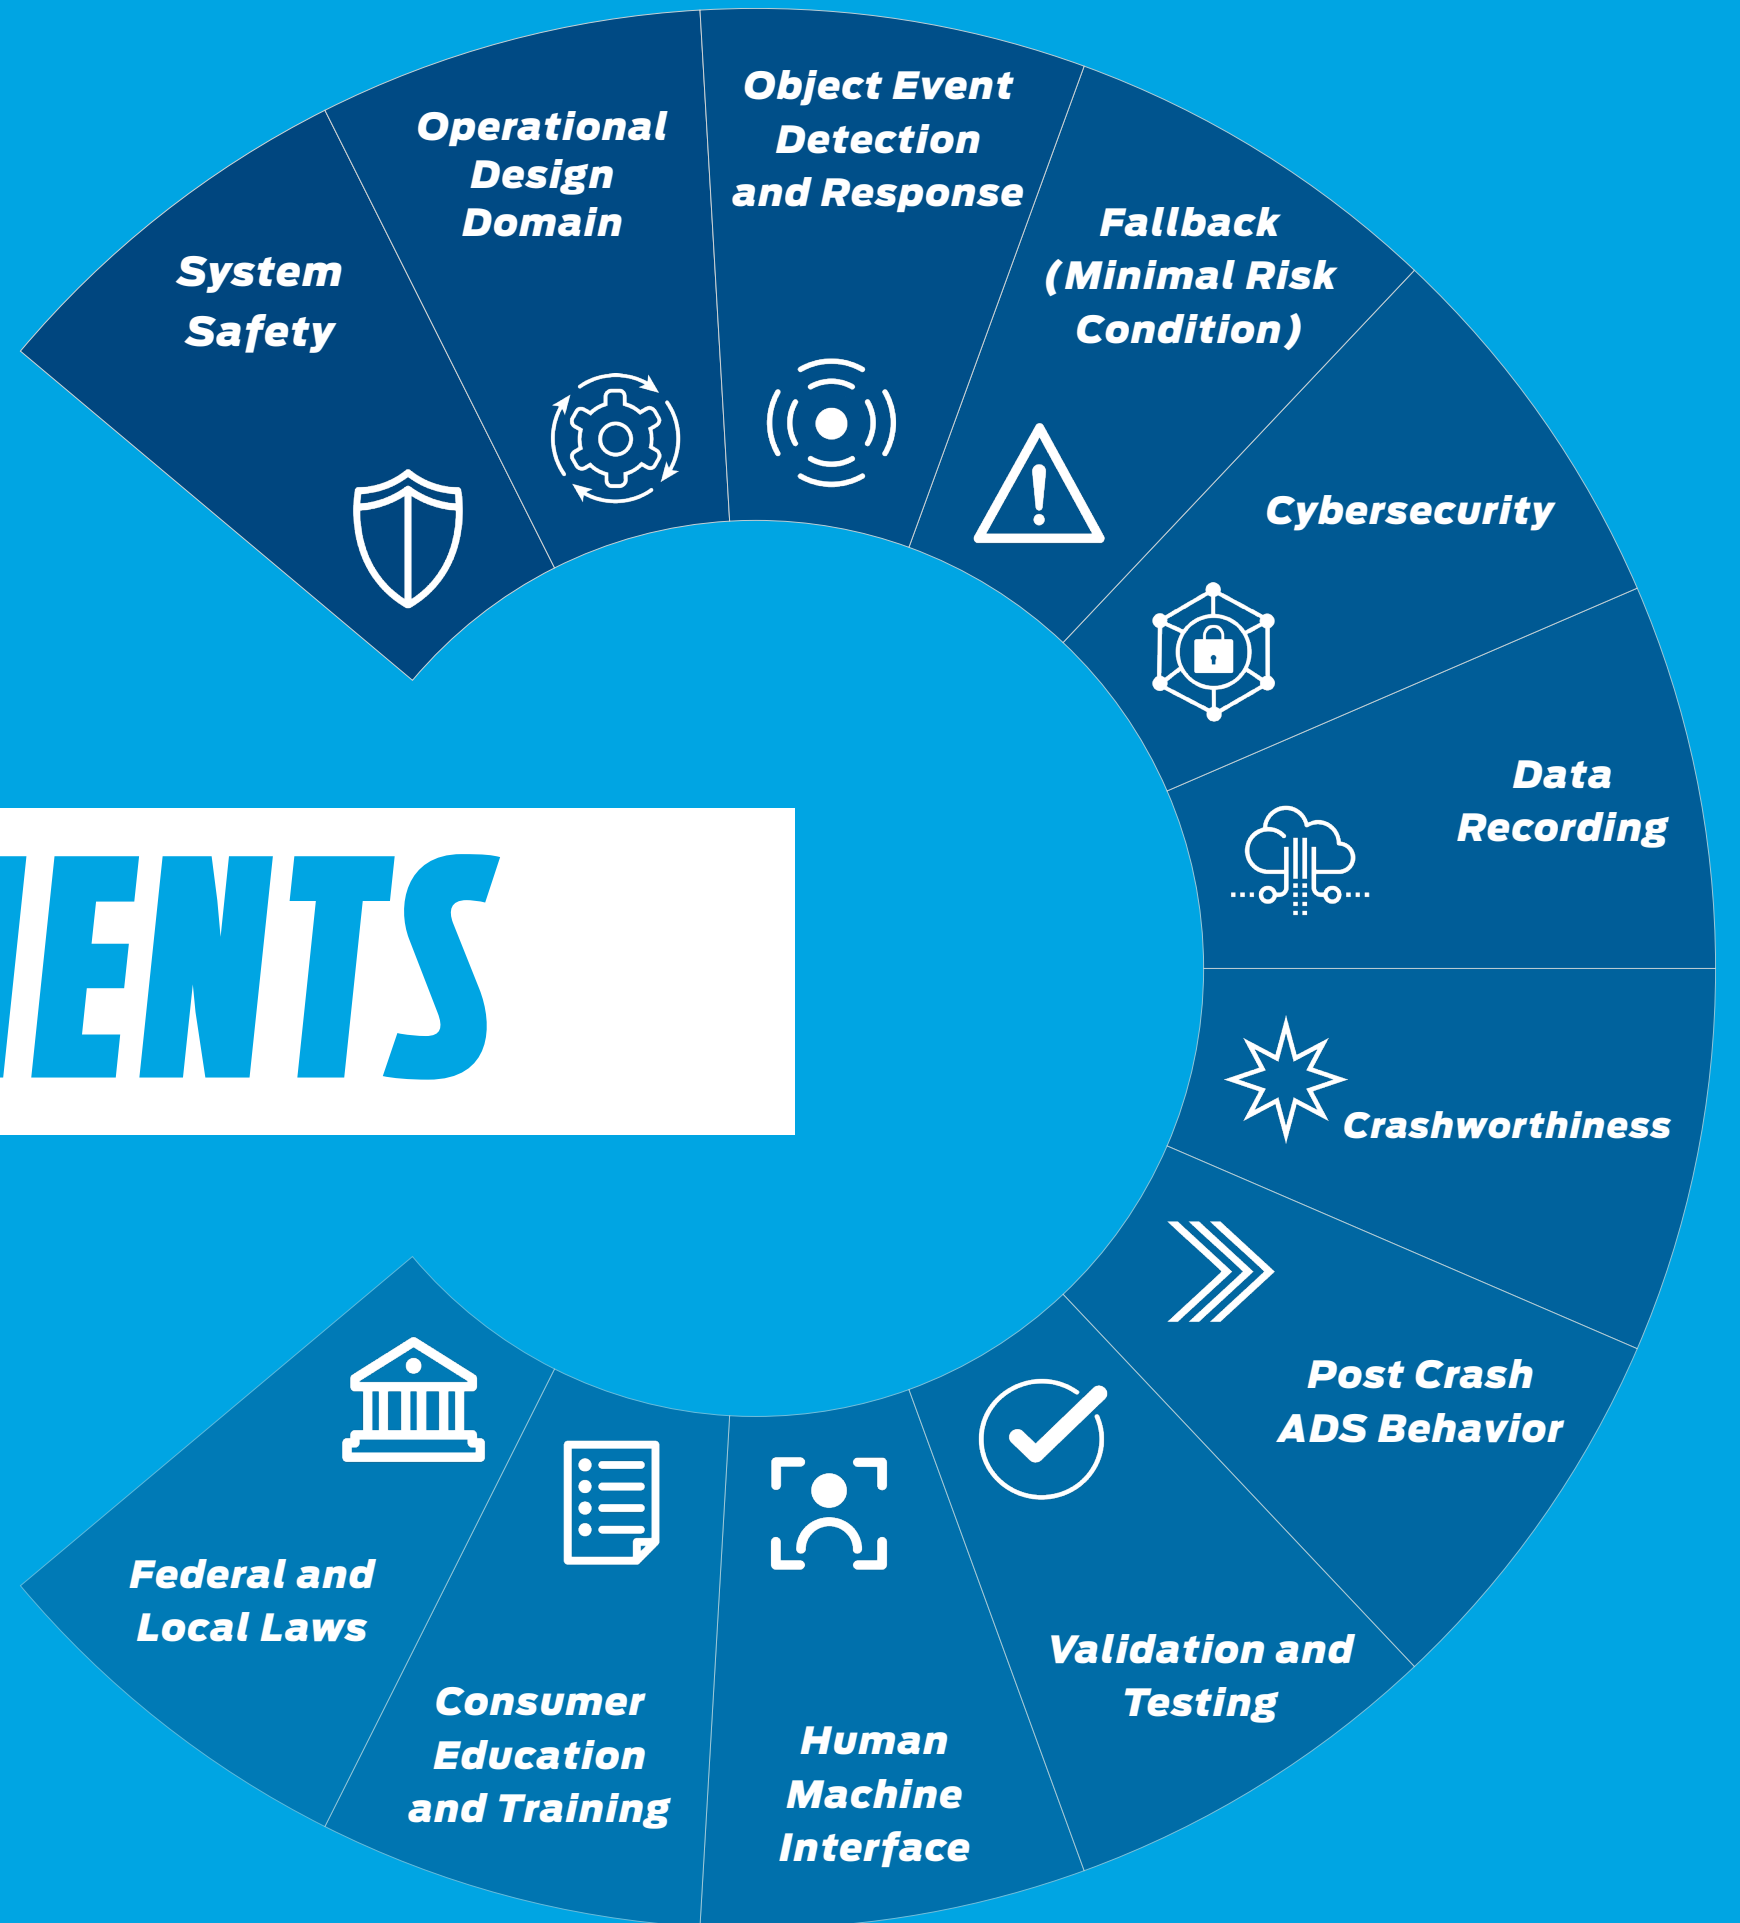 System
Safety
Operational
Design
Domain
Object Event
Detection
and Response
Fallback
(Minimal Risk
Condition)
Cybersecurity
Data
Recording
Crashworthiness
Post Crash
ADS Behavior
Validation and
Testing
Human
Machine
Interface
Consumer
Education
and Training
Federal and
Local Laws
ENTS